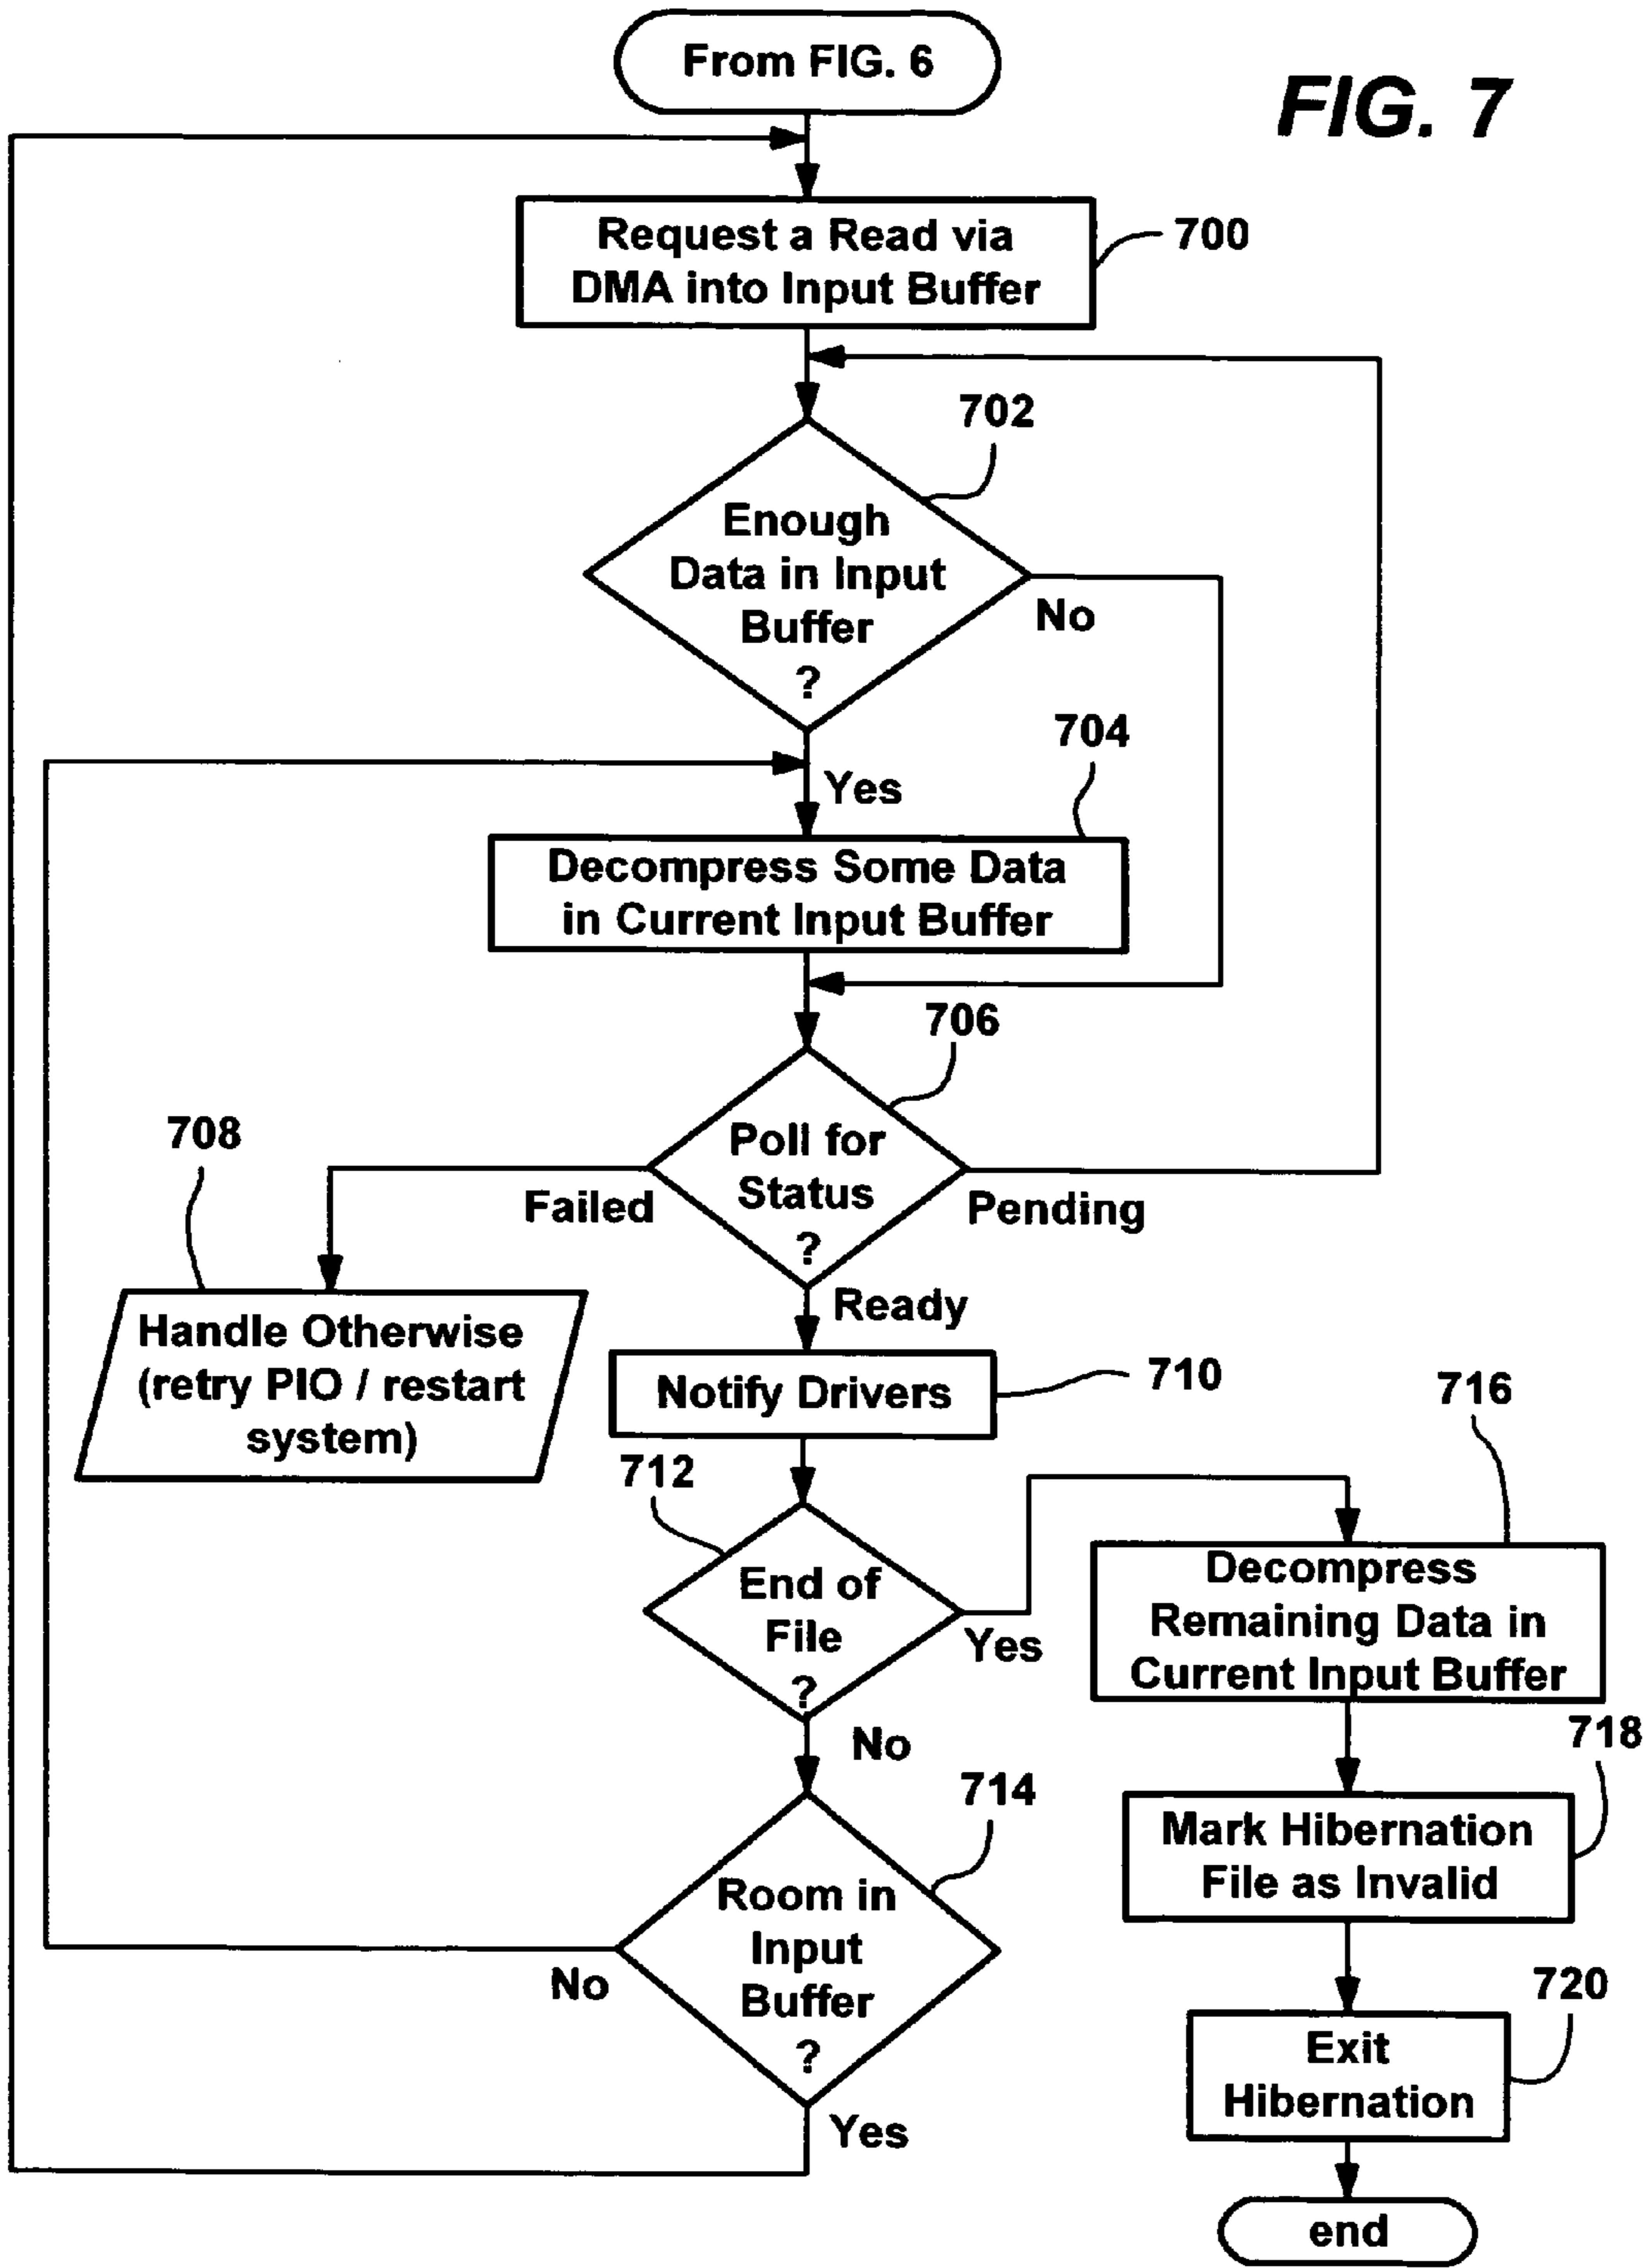 From FIG. 6
FIG. 7
Request a Read via
DMA into Input Buffer
700
702
Enough
Data in Input
Buffer
?
No
704
Yes
Decompress Some Data
in Current Input Buffer
706
708
Poll for
Status
?
Failed
Pending
Ready
Handle Otherwise
(retry PIO / restart
system)
Notify Drivers
710
716
712
End of
File
?
Yes
Decompress
Remaining Data in
Current Input Buffer
No
718
714
Mark Hibernation
File as Invalid
Room in
Input
Buffer
?
No
720
Exit
Hibernation
Yes
end